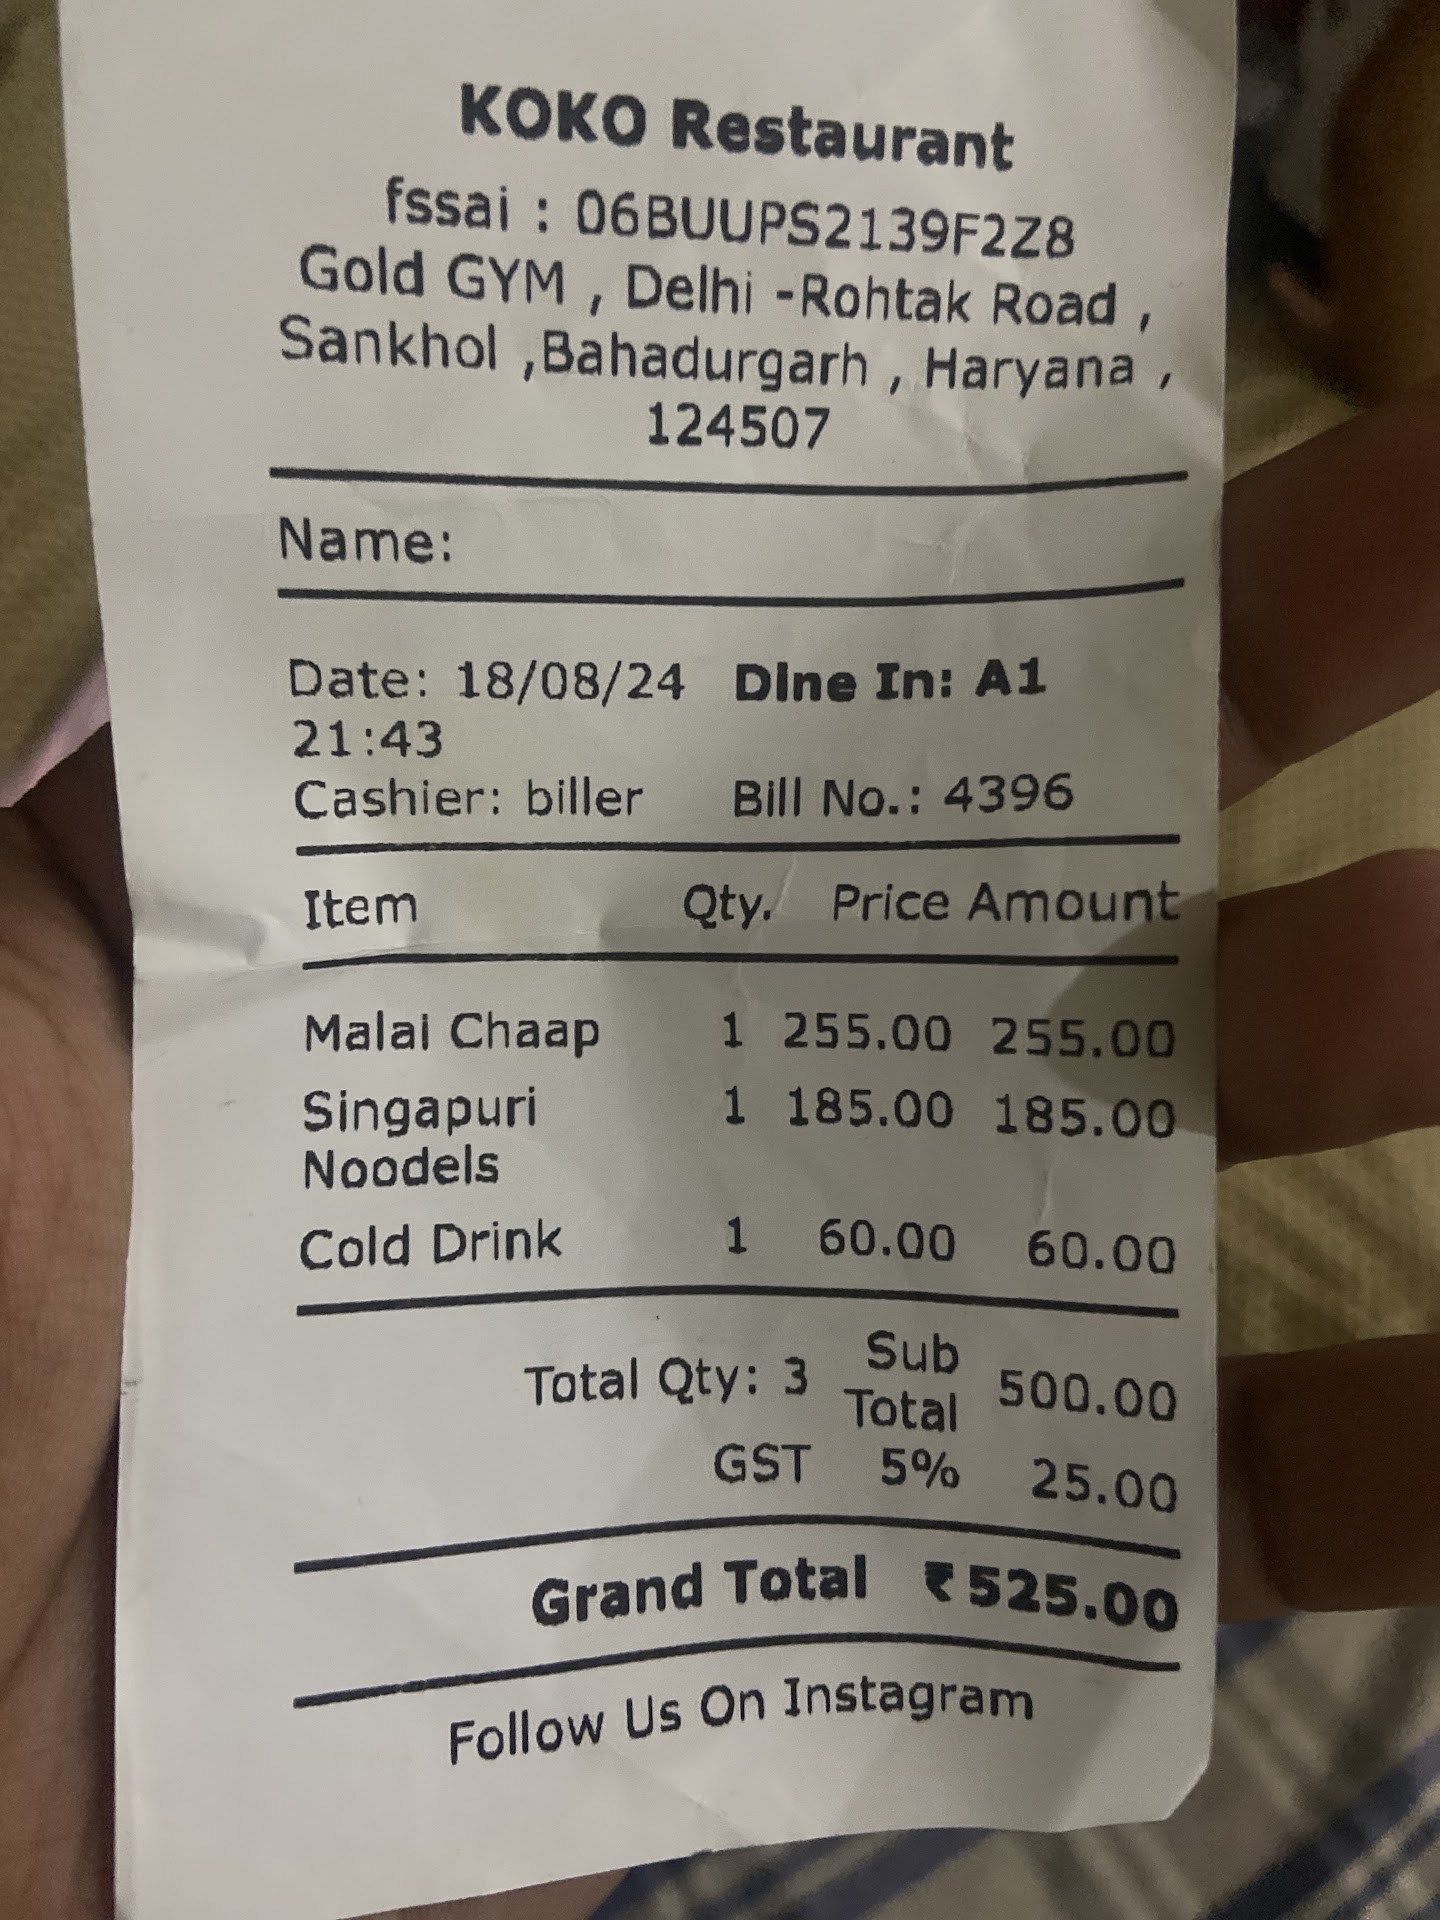 KOKO Restaurant
fssai : 06BUUPS2139F2Z8
Gold GYM , Delhi -Rohtak Road ,
Sankhol ,Bahadurgarh , Haryana ,
124507
Name:
Date: 18/08/24 Dine In: A1
21:43
Cashier: biller Bill No.: 4396
Item Qty. Price Amount
Malai Chaap 1 255.00 255.00
Singapuri 1 185.00 185.00
Noodels
Cold Drink 1 60.00 60.00
Total Qty: 3 Sub Total 500.00
GST 5% 25.00
Grand Total ₹525.00
Follow Us On Instagram